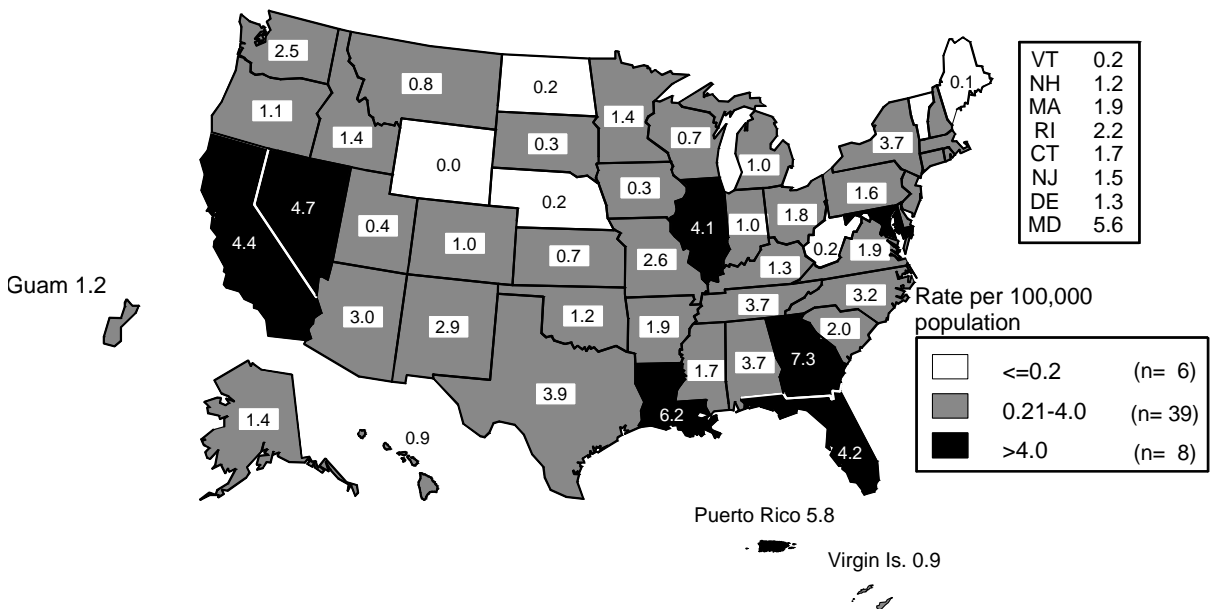 2.5
0.8
0.2
1.4
0.1
1.1
1.4
0.3
0.7
1.0
3.7
0.0
0.3
1.6
4.7
0.2
1.8
4.4
0.4
1.0
4.1
1.0
0.2
1.9
0.7
2.6
1.3
3.0
2.9
1.2
1.9
3.7
3.2
2.0
3.9
1.7
3.7
7.3
6.2
4.2
1.4
0.9
VT 0.2
NH 1.2
MA 1.9
RI 2.2
CT 1.7
NJ 1.5
DE 1.3
MD 5.6
Guam 1.2
Rate per 100,000
population
<=0.2 (n= 6)
0.21-4.0 (n= 39)
>4.0 (n= 8)
Puerto Rico 5.8
Virgin Is. 0.9